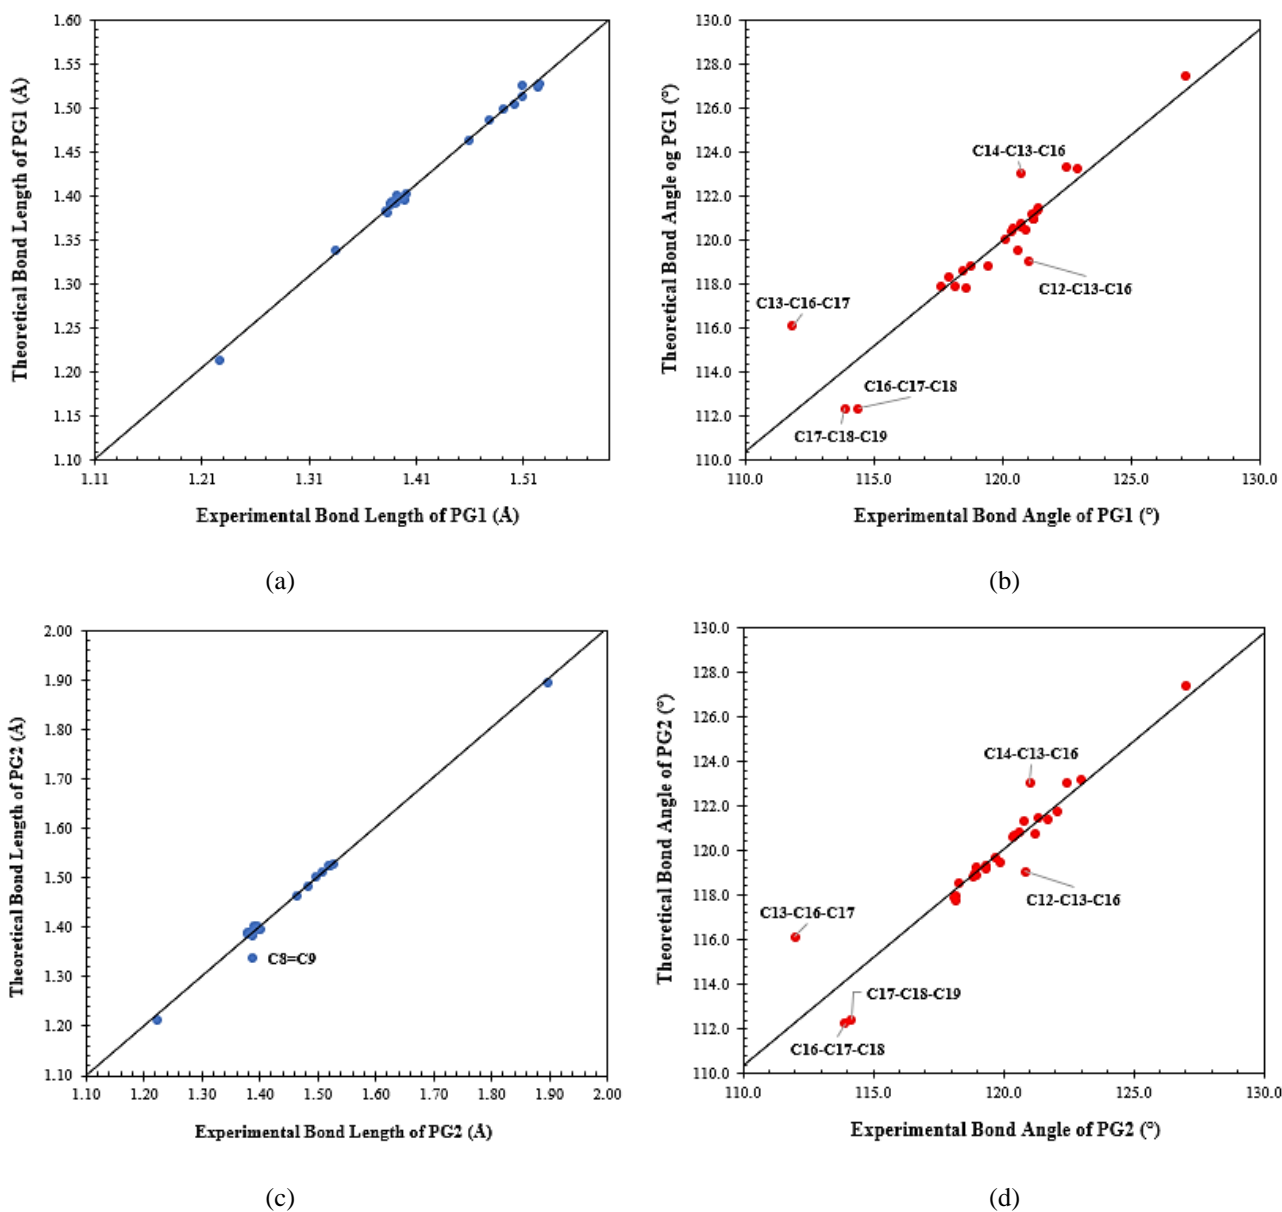 1.60
1.55
1.50
1.45
1.40
1.35
1.30
1.25
1.20
1.15
1.10
1.11 1.21 1.31 1.41 1.51
Theoretical Bond Length of PG1 (Å)
Experimental Bond Length of PG1 (Å)
(a)
130.0
128.0
126.0
124.0
122.0
120.0
118.0
116.0
114.0
112.0
110.0
110.0 115.0 120.0 125.0 130.0
Theoretical Bond Angle og PG1 (°)
C14-C13-C16
C12-C13-C16
C13-C16-C17
C16-C17-C18
C17-C18-C19
Experimental Bond Angle of PG1 (°)
(b)
2.00
1.90
1.80
1.70
1.60
1.50
1.40
1.30
1.20
1.10
1.10 1.20 1.30 1.40 1.50 1.60 1.70 1.80 1.90 2.00
Theoretical Bond Length of PG2 (Å)
C8=C9
Experimental Bond Length of PG2 (Å)
(c)
130.0
128.0
126.0
124.0
122.0
120.0
118.0
116.0
114.0
112.0
110.0
110.0 115.0 120.0 125.0 130.0
Theoretical Bond Angle of PG2 (°)
C14-C13-C16
C12-C13-C16
C13-C16-C17
C17-C18-C19
C16-C17-C18
Experimental Bond Angle of PG2 (°)
(d)